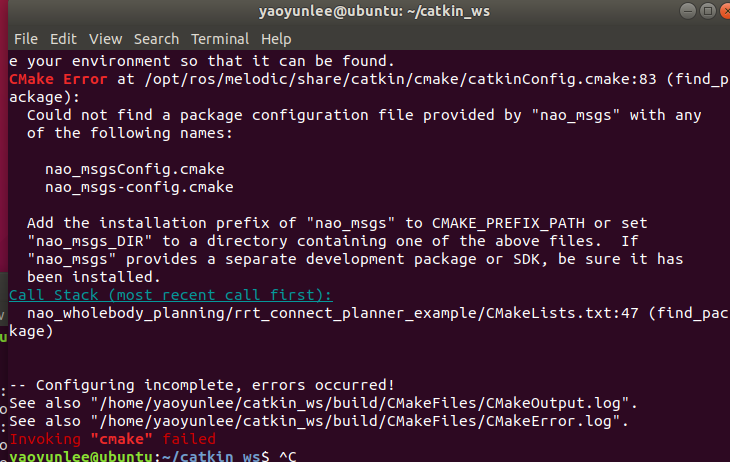 yaoyunlee@ubuntu: ~/catkin_ws
File Edit View Search Terminal Help
e your environment so that it can be found.
CMake Error at /opt/ros/melodic/share/catkin/cmake/catkinConfig.cmake:83 (find_p
ackage):
Could not find a package configuration file provided by "nao_msgs" with any
of the following names:
nao_msgsConfig.cmake
nao_msgs-config.cmake
Add the installation prefix of "nao_msgs" to CMAKE_PREFIX_PATH or set
"nao_msgs_DIR" to a directory containing one of the above files.  If
"nao_msgs" provides a separate development package or SDK, be sure it has
been installed.
Call Stack (most recent call first):
nao_wholebody_planning/rrt_connect_planner_example/CMakeLists.txt:47 (find_pac
kage)
-- Configuring incomplete, errors occurred!
See also "/home/yaoyunlee/catkin_ws/build/CMakeFiles/CMakeOutput.log".
See also "/home/yaoyunlee/catkin_ws/build/CMakeFiles/CMakeError.log".
Invoking "cmake" failed
yaoyunlee@ubuntu:~/catkin_ws$ ^C